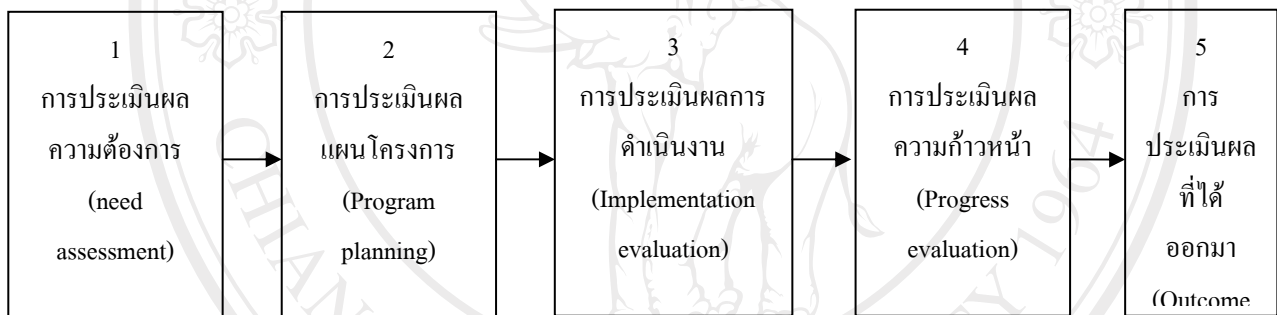 1
การประเมินผล
ความต้องการ
(need
assessment)
2
การประเมินผล
แผนโครงการ
(Program
planning)
3
การประเมินผลการ
ดำเนินงาน
(Implementation
evaluation)
4
การประเมินผล
ความก้าวหน้า
(Progress
evaluation)
5
การ
ประเมินผล
ที่ได้
ออกมา
(Outcome
CHIAN
TY 1964